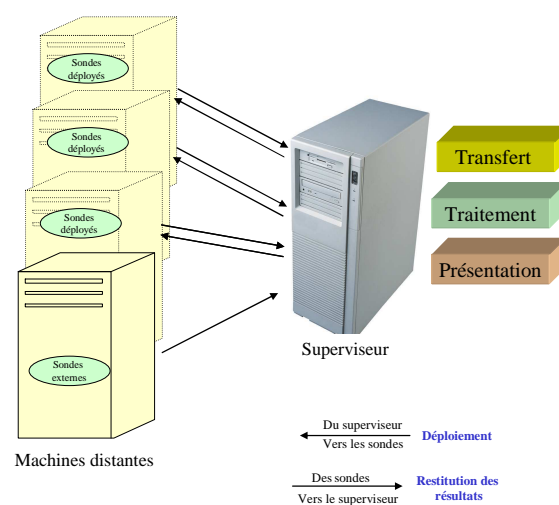 Sondes
déployés
Sondes
déployés
Sondes
déployés
Sondes
externes
Machines distantes
Superviseur
Transfert
Traitement
Présentation
Du superviseur
Vers les sondes
Déploiement
Des sondes
Vers le superviseur
Restitution des
résultats